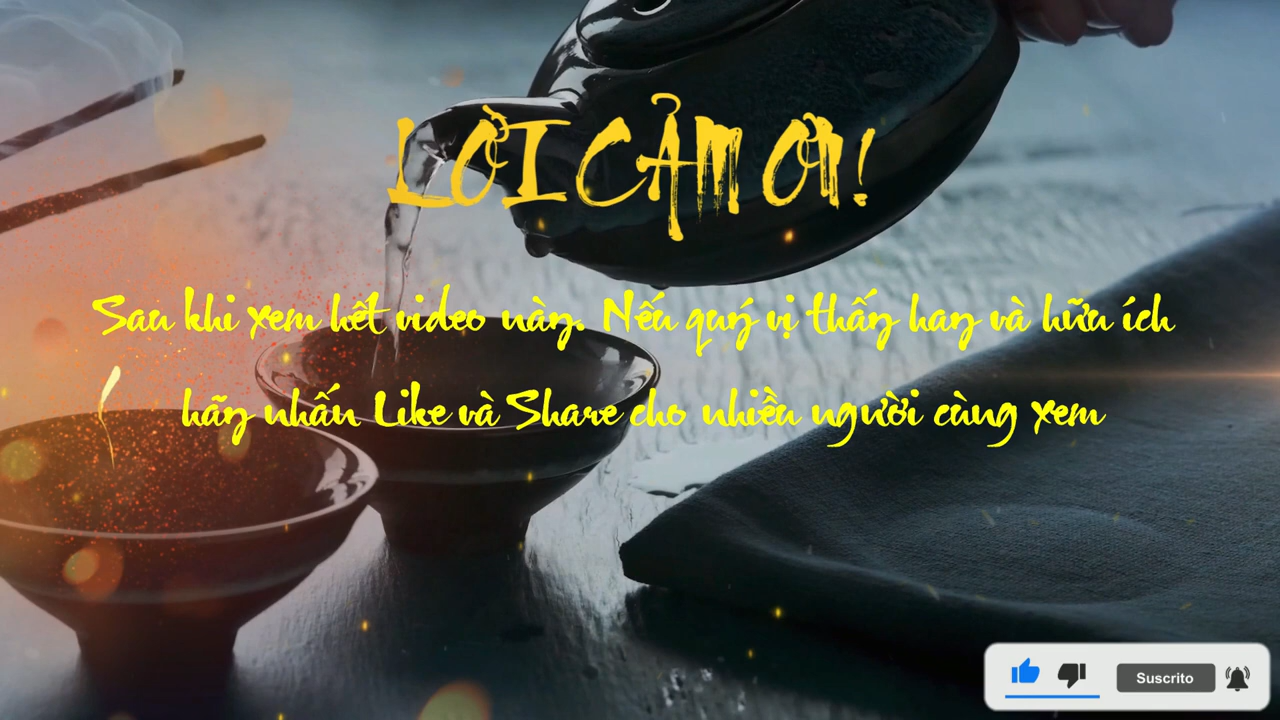 LỜI CẢM ƠN!
Sau khi xem hết video này. Nếu quý vị thấy hay và hữu ích
hãy nhấn Like và Share cho nhiều người cùng xem
Suscrito